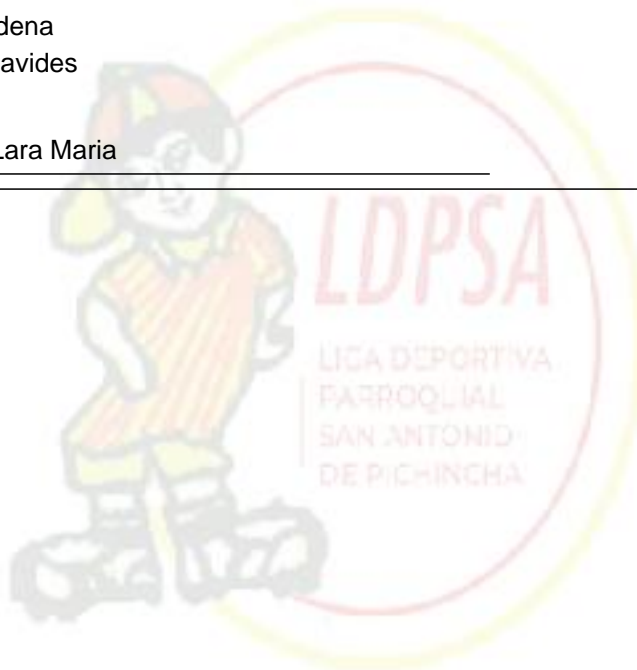 dena
avides
Lara Maria
LDPSA
LIGA DEPORTIVA
PARROQUIAL
SAN ANTONIO
DE PICHINCHA